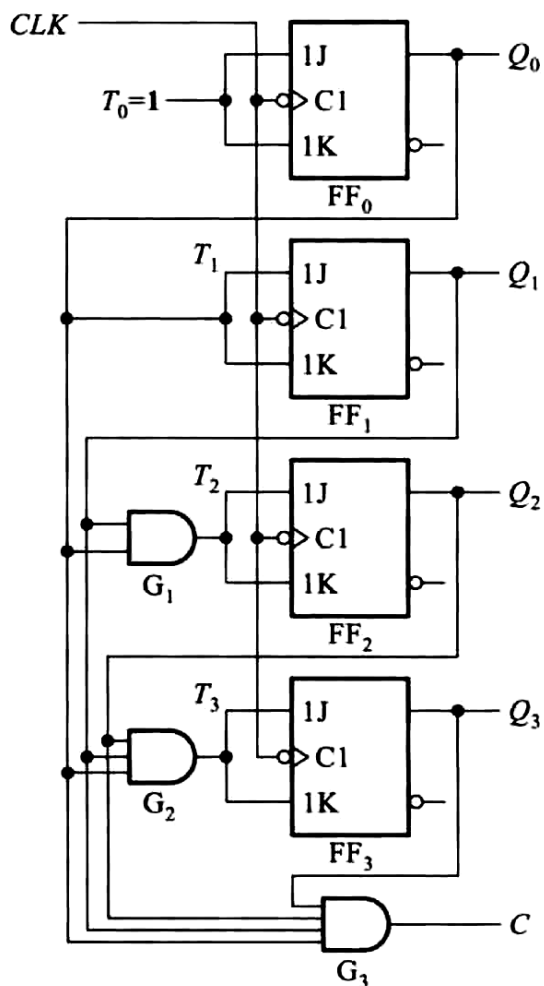 CLK
1J
Q₀
T₀=1
C1
1K
FF₀
T₁
1J
Q₁
C1
1K
FF₁
T₂
1J
Q₂
C1
G₁
1K
FF₂
T₃
1J
Q₃
C1
G₂
1K
FF₃
C
G₃